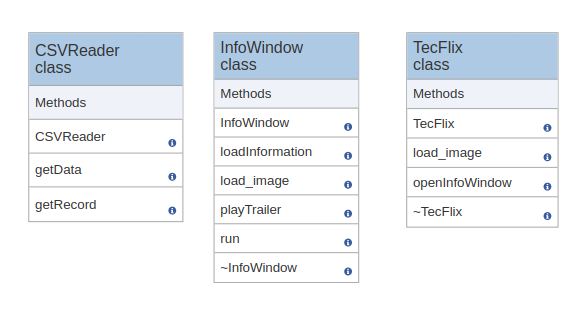 CSVReader
class
Methods
CSVReader
getData
getRecord
InfoWindow
class
Methods
InfoWindow
loadInformation
load_image
playTrailer
run
~InfoWindow
TecFlix
class
Methods
TecFlix
load_image
openInfoWindow
~TecFlix